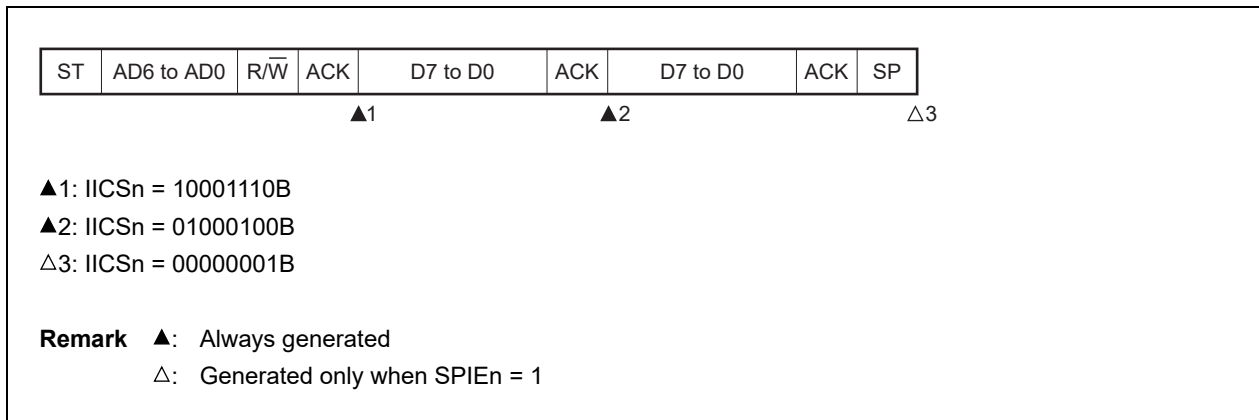 ST AD6 to AD0 R/W̅ ACK D7 to D0 ACK D7 to D0 ACK SP
▲1 ▲2 △3
▲1: IICSn = 10001110B
▲2: IICSn = 01000100B
△3: IICSn = 00000001B
Remark ▲: Always generated
△: Generated only when SPIEn = 1